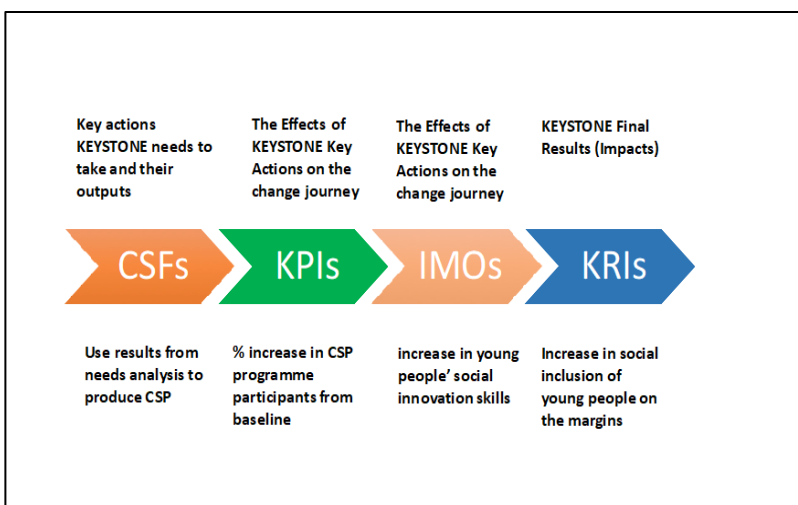 Key actions
KEYSTONE needs to
take and their
outputs
The Effects of
KEYSTONE Key
Actions on the
change journey
The Effects of
KEYSTONE Key
Actions on the
change journey
KEYSTONE Final
Results (Impacts)
CSFs
KPIs
IMOs
KRIs
Use results from
needs analysis to
produce CSP
% increase in CSP
programme
participants from
baseline
increase in young
people’ social
innovation skills
Increase in social
inclusion of
young people on
the margins